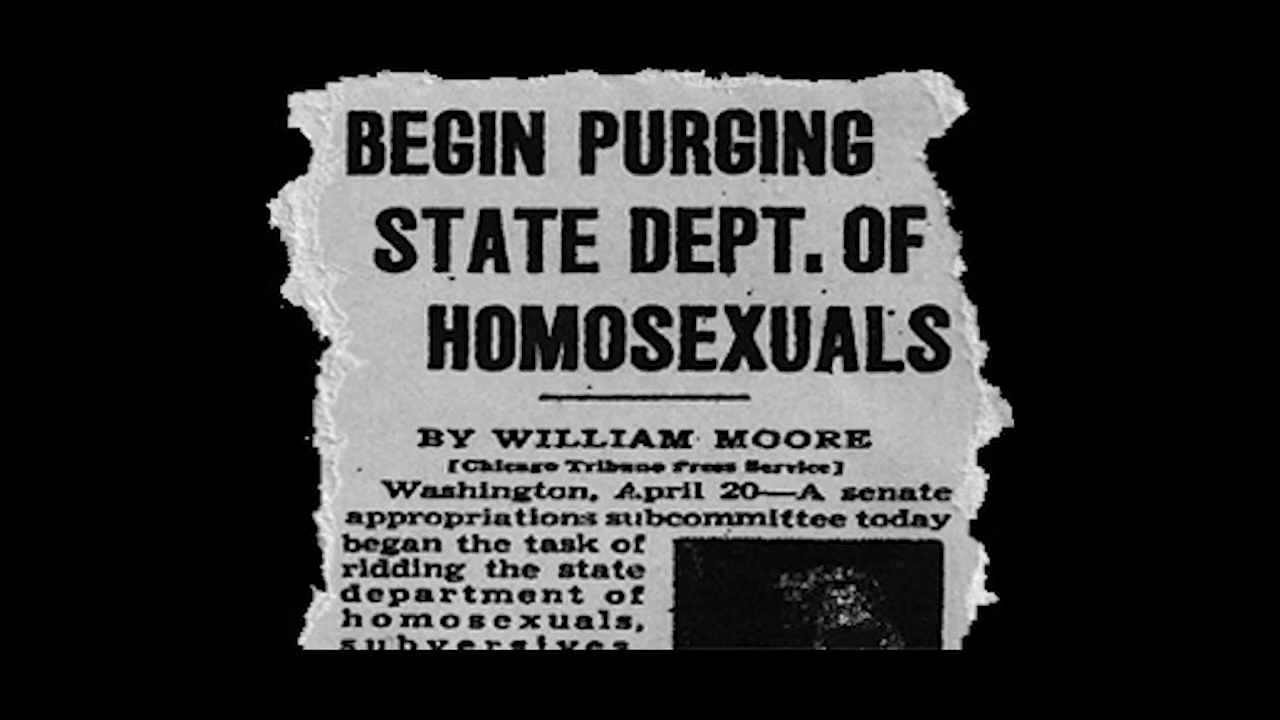 BEGIN PURGING
STATE DEPT. OF
HOMOSEXUALS
BY WILLIAM MOORE
[Chicago Tribune Press Service]
Washington, April 20—A senate
appropriations subcommittee today
began the task of
ridding the state
department of
homosexuals,
subversives,